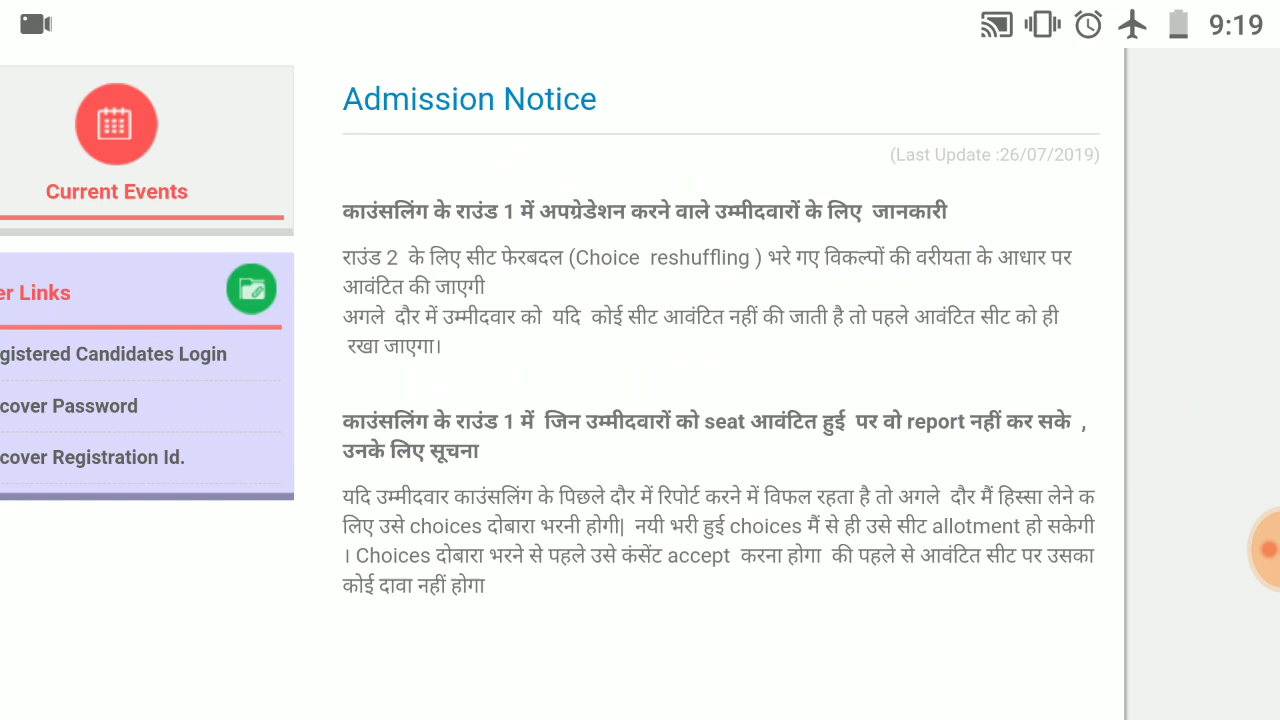 9:19
Admission Notice
(Last Update :26/07/2019)
Current Events
काउंसलिंग के राउंड 1 में अपग्रेडेशन करने वाले उम्मीदवारों के लिए जानकारी
राउंड 2 के लिए सीट फेरबदल (Choice reshuffling ) भरे गए विकल्पों की वरीयता के आधार पर
आवंटित की जाएगी
अगले दौर में उम्मीदवार को यदि कोई सीट आवंटित नहीं की जाती है तो पहले आवंटित सीट को ही
रखा जाएगा।
er Links
gistered Candidates Login
cover Password
cover Registration Id.
काउंसलिंग के राउंड 1 में जिन उम्मीदवारों को seat आवंटित हुई पर वो report नहीं कर सके ,
उनके लिए सूचना
यदि उम्मीदवार काउंसलिंग के पिछले दौर में रिपोर्ट करने में विफल रहता है तो अगले दौर मैं हिस्सा लेने क
लिए उसे choices दोबारा भरनी होगी| नयी भरी हुई choices मैं से ही उसे सीट allotment हो सकेगी
। Choices दोबारा भरने से पहले उसे कंसेंट accept करना होगा की पहले से आवंटित सीट पर उसका
कोई दावा नहीं होगा